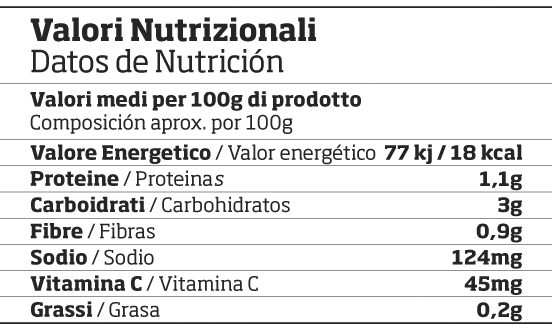 Valori Nutrizionali
Datos de Nutrición
Valori medi per 100g di prodotto
Composición aprox. por 100g
Valore Energetico / Valor energético 77 kj / 18 kcal
Proteine / Proteinas 1,1g
Carboidrati / Carbohidratos 3g
Fibre / Fibras 0,9g
Sodio / Sodio 124mg
Vitamina C / Vitamina C 45mg
Grassi / Grasa 0,2g